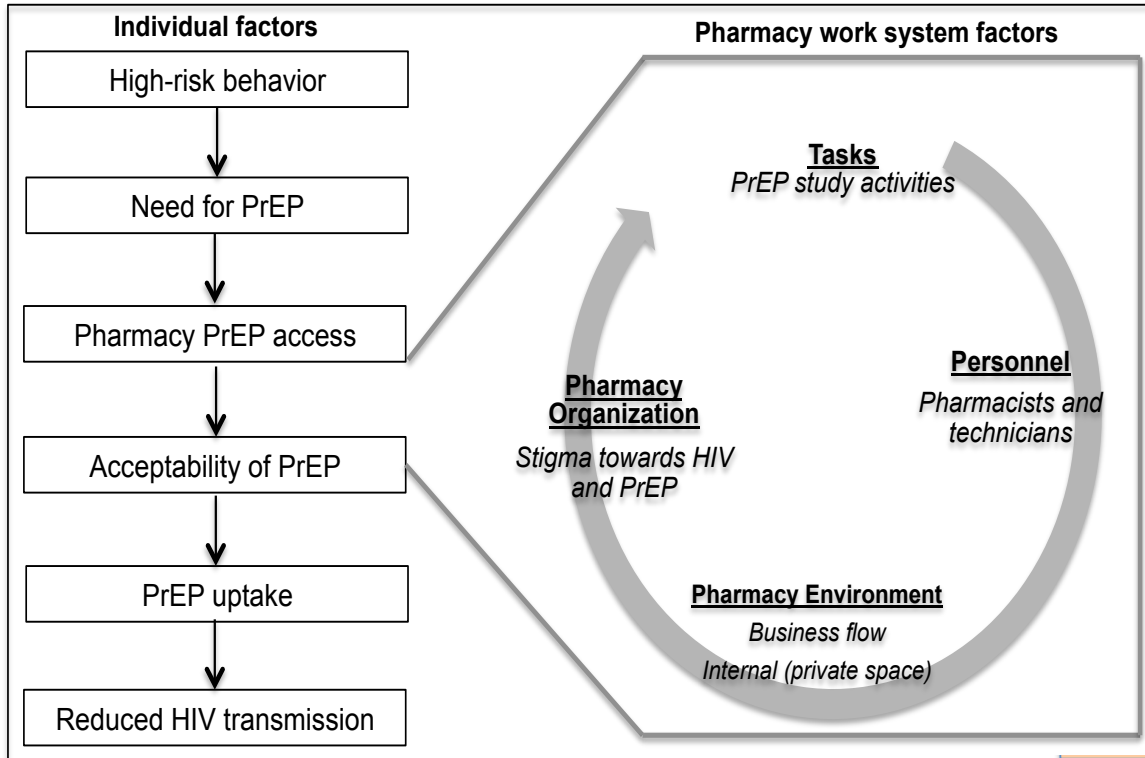 Individual factors
High-risk behavior
Need for PrEP
Pharmacy PrEP access
Acceptability of PrEP
PrEP uptake
Reduced HIV transmission
Pharmacy work system factors
Tasks
PrEP study activities
Personnel
Pharmacists and
technicians
Pharmacy Environment
Business flow
Internal (private space)
Pharmacy
Organization
Stigma towards HIV
and PrEP